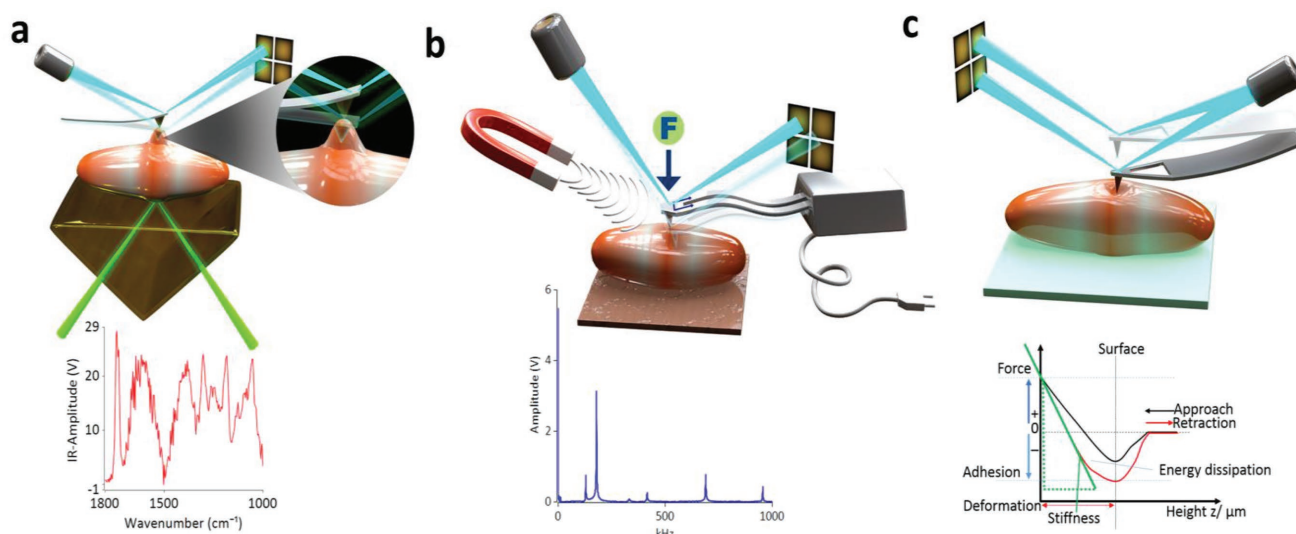 a
29
20
10
-1
IR-Amplitude (V)
1800
1500
1000
Wavenumber (cm⁻¹)
b
F
6
4
2
0
Amplitude (V)
0
500
1000
kHz
c
Surface
Force
+
0
−
Approach
Retraction
Adhesion
Energy dissipation
Deformation
Stiffness
Height z/ μm